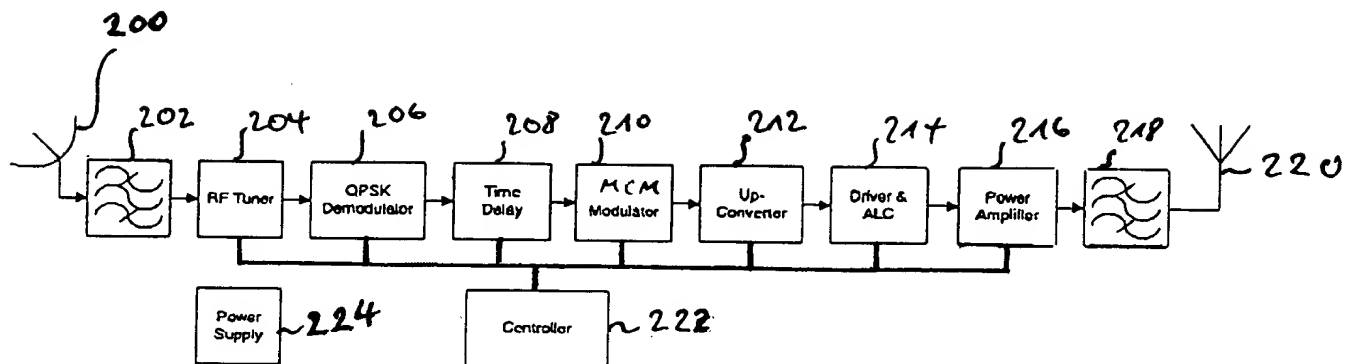 200
202 204 206 208 210 212 214 216 218
RF Tuner
QPSK
Demodulator
Time
Delay
MCM
Modulator
Up-
Converter
Driver &
ALC
Power
Amplifier
220
Power
Supply
224
Controller
222